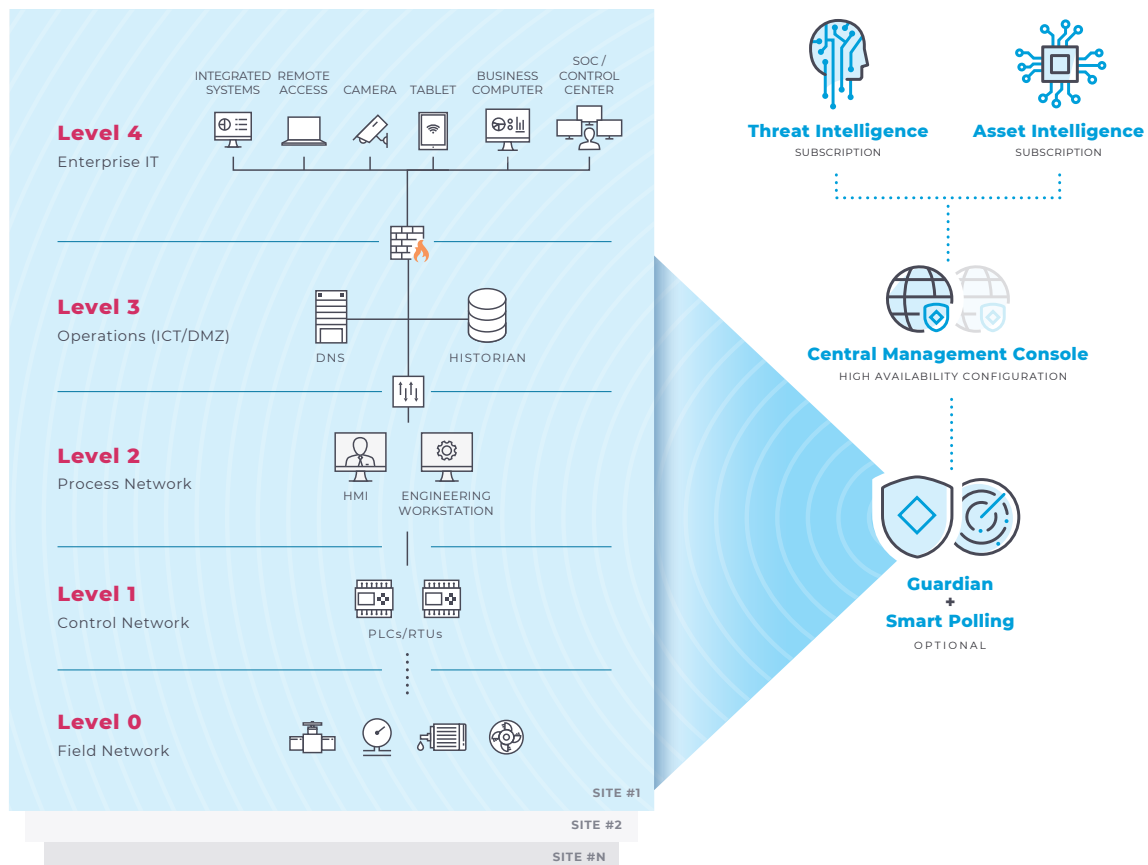 INTEGRATED
SYSTEMS
REMOTE
ACCESS
CAMERA
TABLET
BUSINESS
COMPUTER
SOC /
CONTROL
CENTER
Level 4
Enterprise IT
Level 3
Operations (ICT/DMZ)
DNS
HISTORIAN
Level 2
Process Network
HMI
ENGINEERING
WORKSTATION
Level 1
Control Network
PLCs/RTUs
Level 0
Field Network
SITE #1
SITE #2
SITE #N
Threat Intelligence
SUBSCRIPTION
Asset Intelligence
SUBSCRIPTION
Central Management Console
HIGH AVAILABILITY CONFIGURATION
Guardian
+
Smart Polling
OPTIONAL